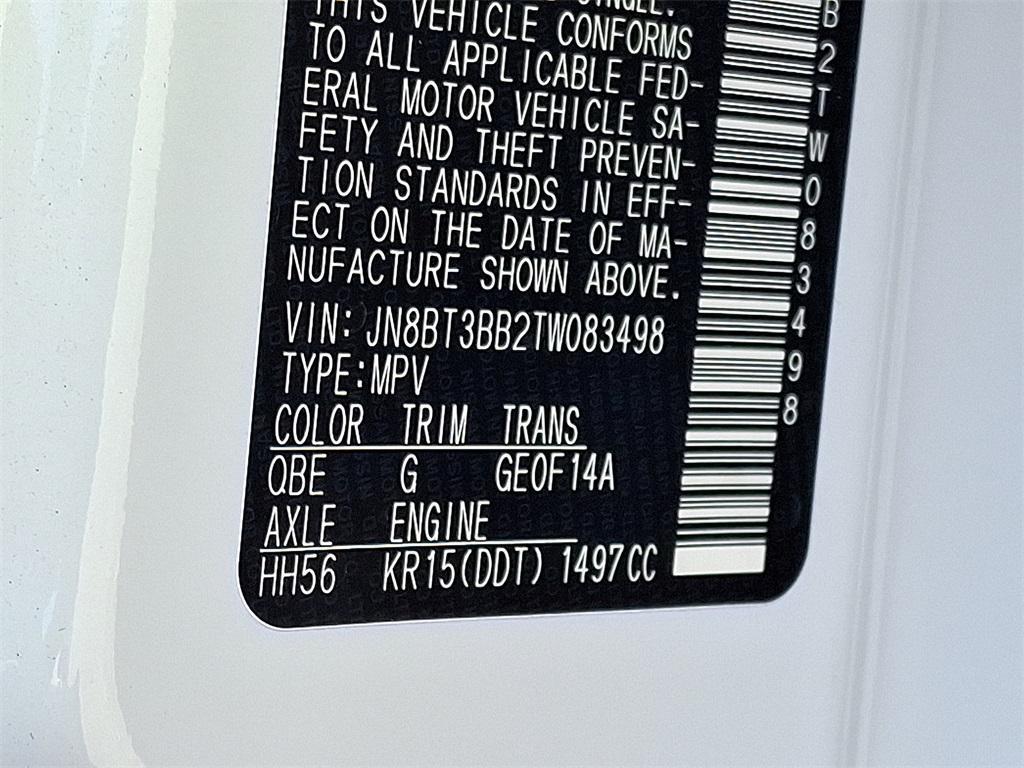 THIS VEHICLE CONFORMS
TO ALL APPLICABLE FED-
ERAL MOTOR VEHICLE SA-
FETY AND THEFT PREVEN-
TION STANDARDS IN EFF-
ECT ON THE DATE OF MA-
NUFACTURE SHOWN ABOVE.
VIN: JN8BT3BB2TW083498
TYPE:MPV
COLOR TRIM TRANS
QBE G GE0F14A
AXLE ENGINE
HH56 KR15(DDT) 1497CC
B2TW083498